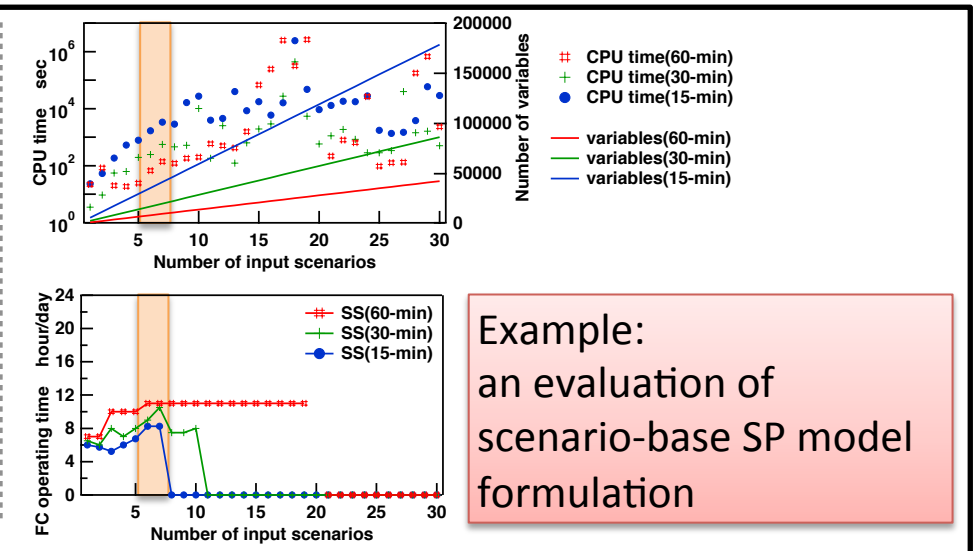 200000
10^6
150000
10^4
100000
10^2
50000
10^0
0
CPU time    sec
Number of variables
5 10 15 20 25 30
Number of input scenarios
CPU time(60-min)
CPU time(30-min)
CPU time(15-min)
variables(60-min)
variables(30-min)
variables(15-min)
24
20
16
12
8
4
0
FC operating time   hour/day
SS(60-min)
SS(30-min)
SS(15-min)
5 10 15 20 25 30
Number of input scenarios
Example:
an evaluation of
scenario-base SP model
formulation